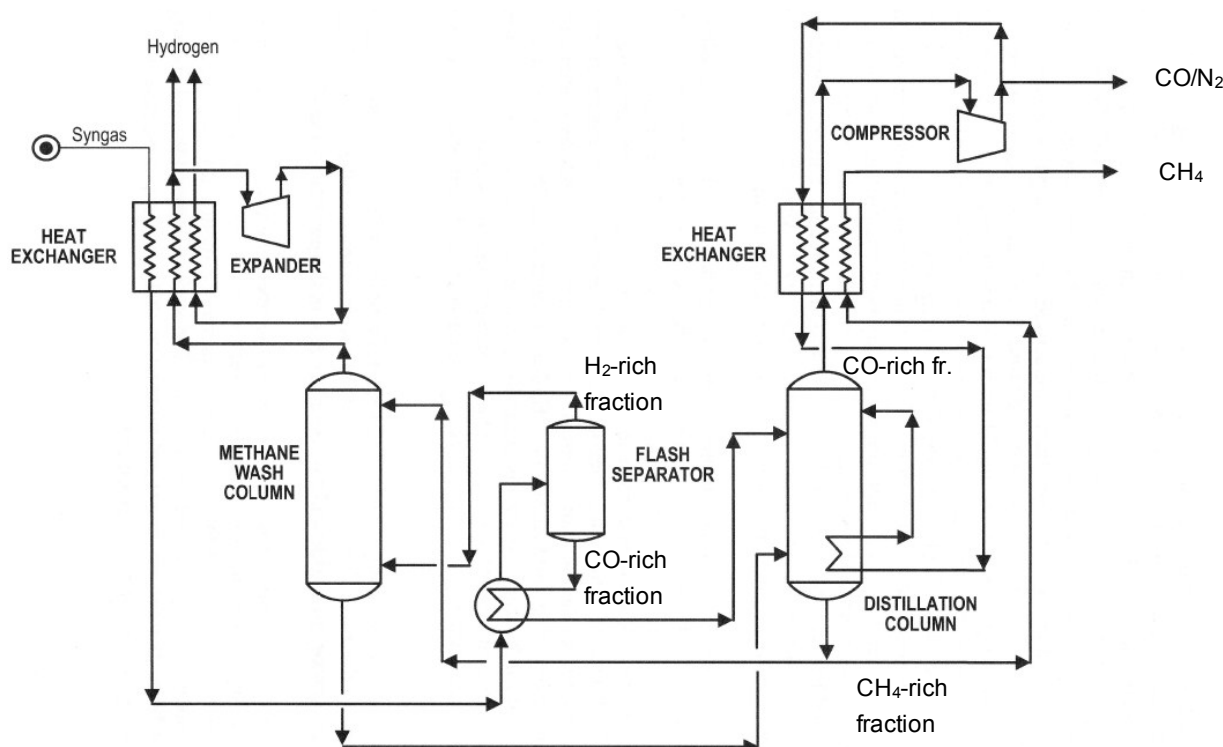 Hydrogen
Syngas
HEAT
EXCHANGER
EXPANDER
METHANE
WASH
COLUMN
H₂-rich
fraction
FLASH
SEPARATOR
CO-rich
fraction
COMPRESSOR
CO/N₂
CH₄
HEAT
EXCHANGER
CO-rich fr.
DISTILLATION
COLUMN
CH₄-rich
fraction